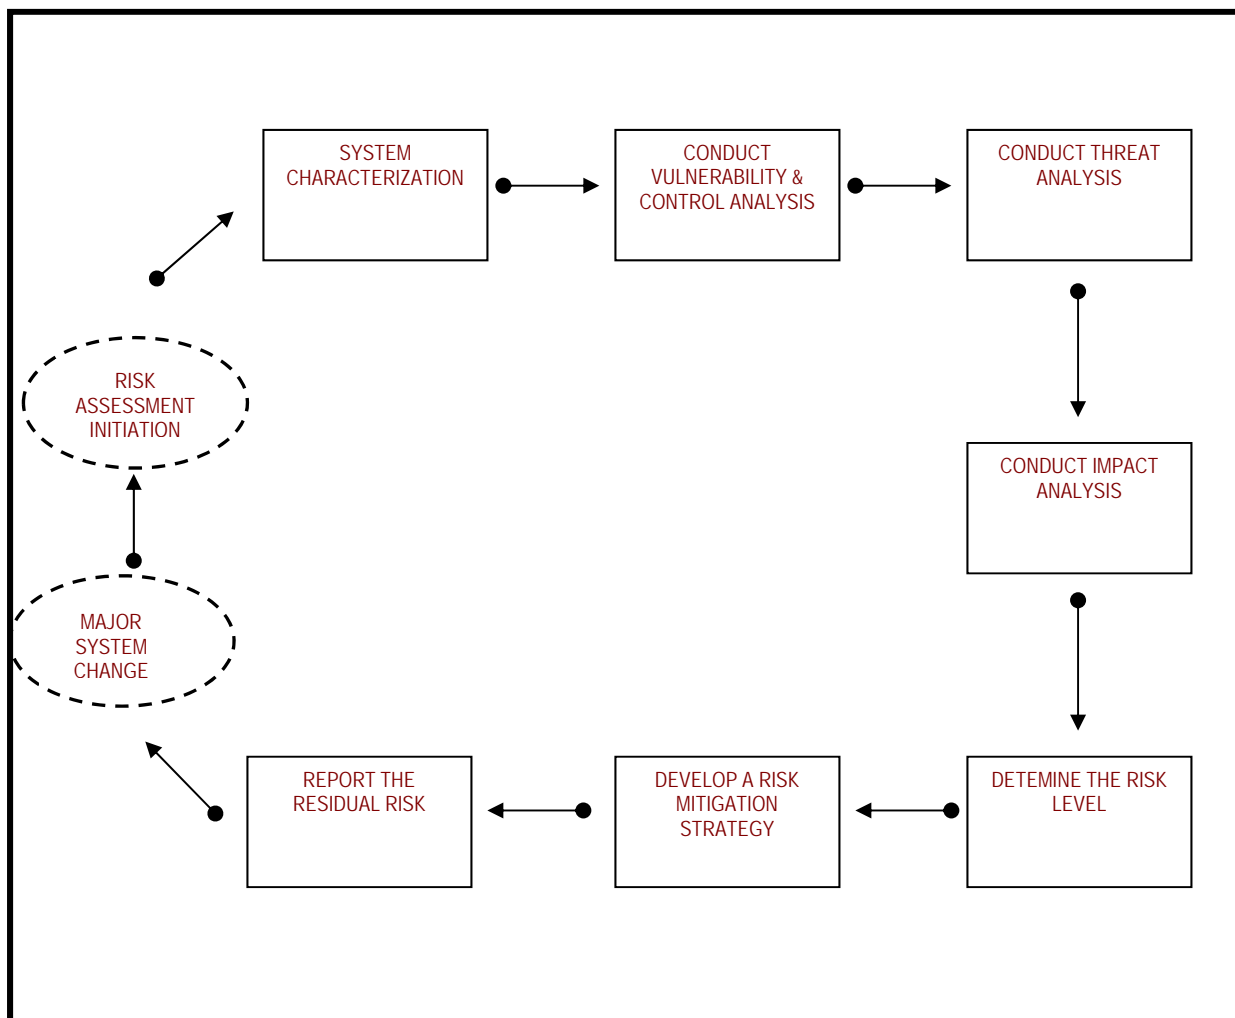 SYSTEM
CHARACTERIZATION
CONDUCT
VULNERABILITY &
CONTROL ANALYSIS
CONDUCT THREAT
ANALYSIS
RISK
ASSESSMENT
INITIATION
CONDUCT IMPACT
ANALYSIS
MAJOR
SYSTEM
CHANGE
REPORT THE
RESIDUAL RISK
DEVELOP A RISK
MITIGATION
STRATEGY
DETEMINE THE RISK
LEVEL